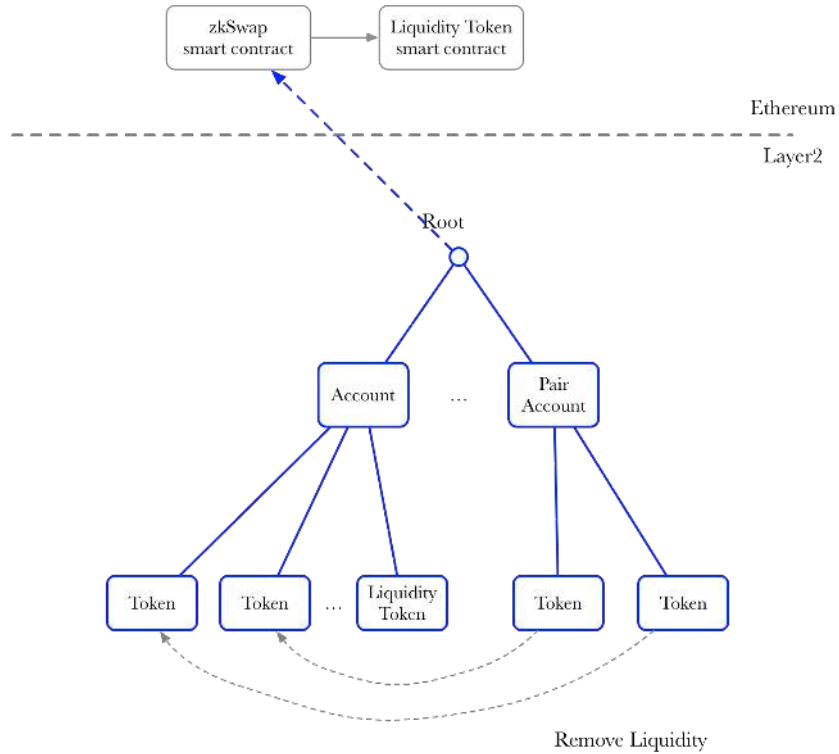 zkSwap
smart contract
Liquidity Token
smart contract
Ethereum
Layer2
Root
Account
...
Pair
Account
Token
Token
...
Liquidity
Token
Token
Token
Remove Liquidity